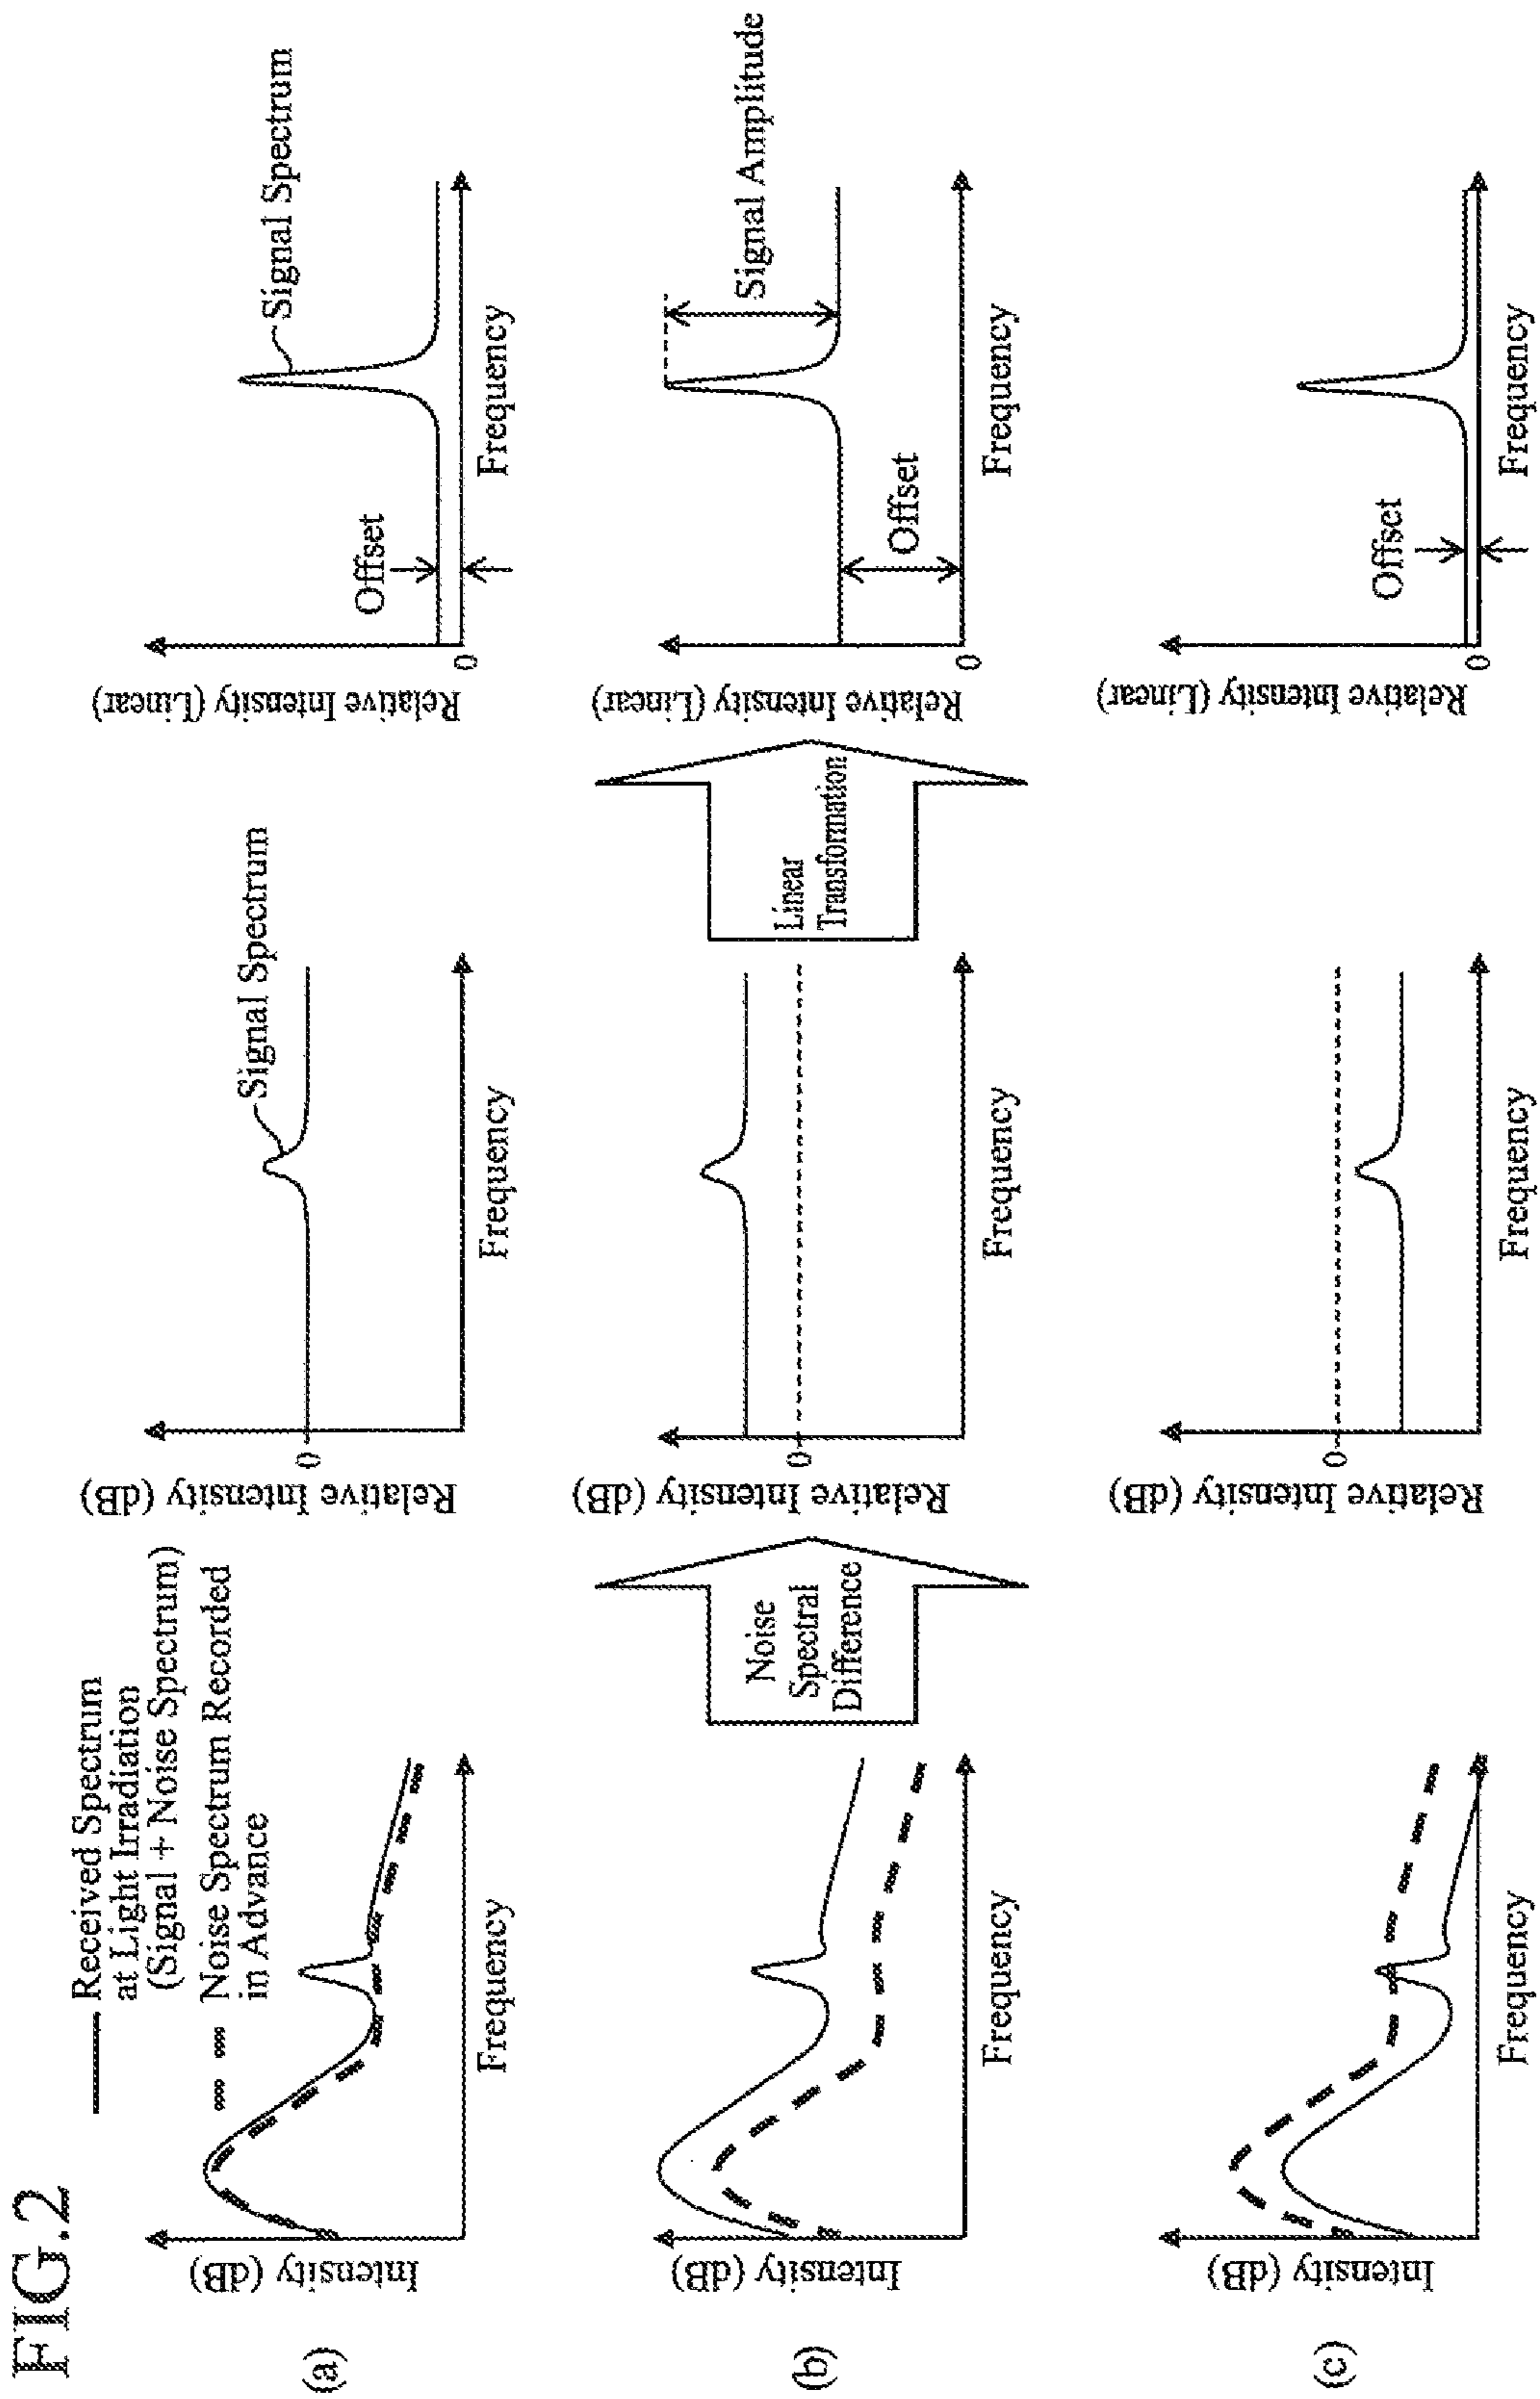 FIG.2
Received Spectrum
at Light Irradiation
(Signal + Noise Spectrum)
Noise Spectrum Recorded
in Advance
(a)
Intensity (dB)
Frequency
Relative Intensity (dB)
0
Signal Spectrum
Frequency
Relative Intensity (Linear)
0
Offset
Signal Spectrum
Frequency
(b)
Intensity (dB)
Frequency
Noise
Spectral
Difference
Relative Intensity (dB)
0
Frequency
Linear
Transformation
Relative Intensity (Linear)
0
Offset
Signal Amplitude
Frequency
(c)
Intensity (dB)
Frequency
Relative Intensity (dB)
0
Frequency
Relative Intensity (Linear)
0
Offset
Frequency